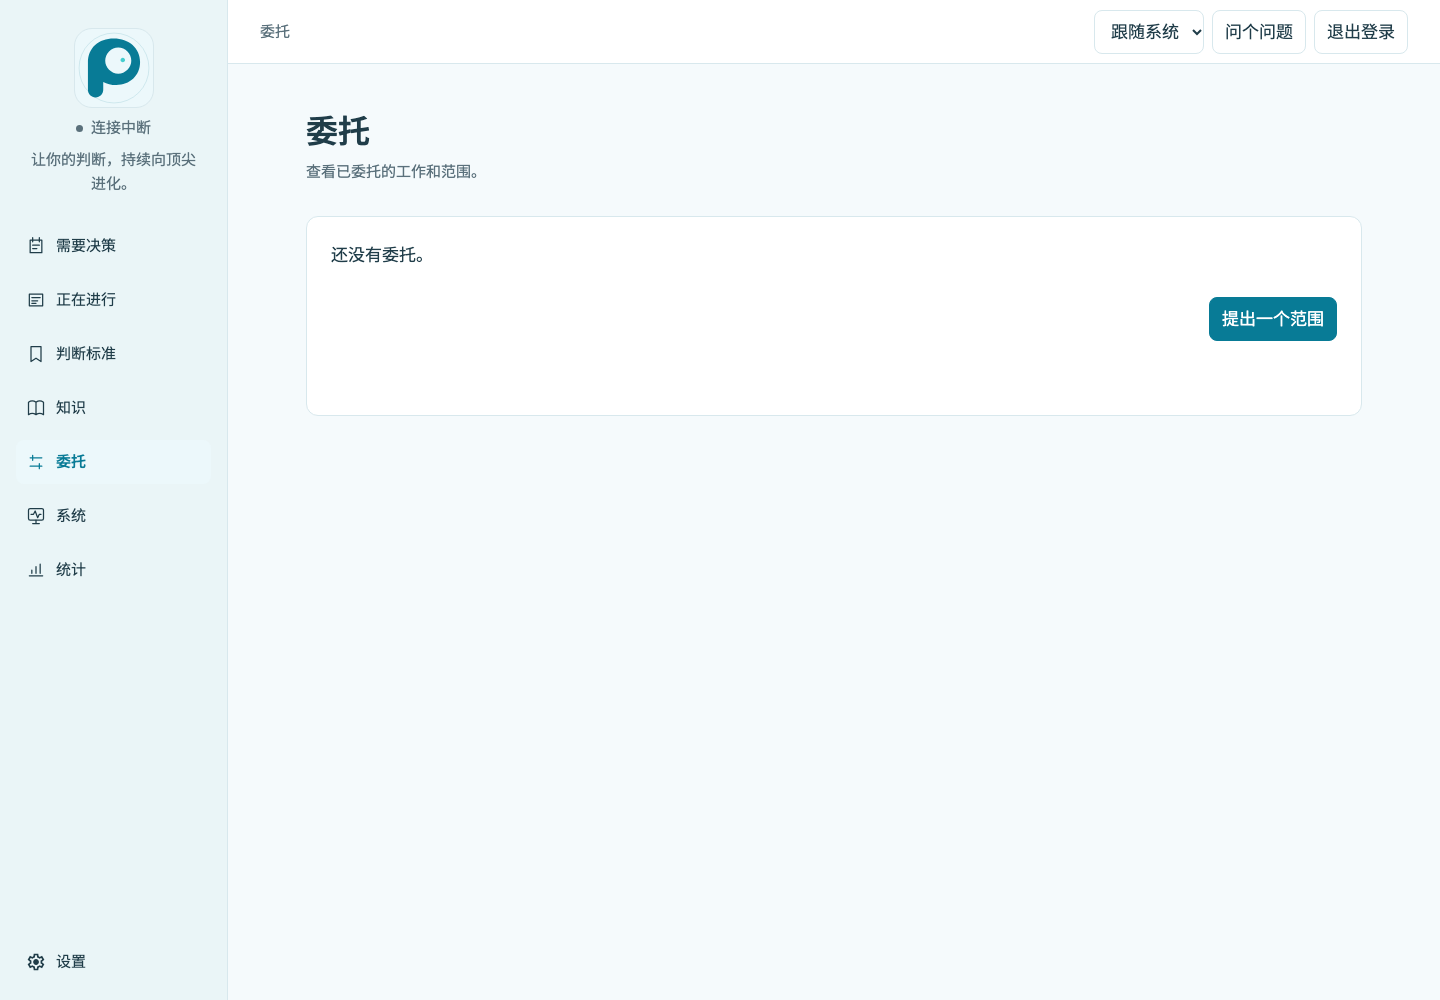 连接中断
让你的判断，持续向顶尖
进化。
需要决策
正在进行
判断标准
知识
委托
系统
统计
设置
委托
跟随系统
问个问题
退出登录
委托
查看已委托的工作和范围。
还没有委托。
提出一个范围